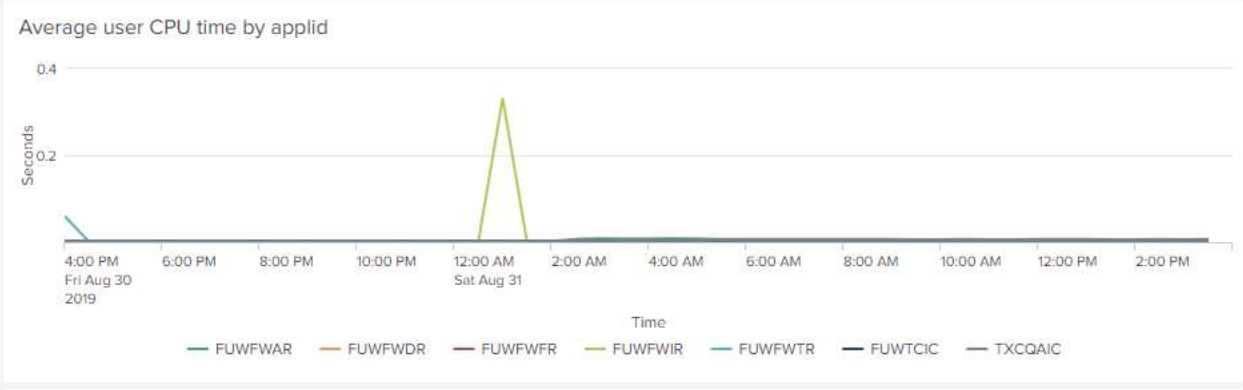 Average user CPU time by applid
0.4
Seconds
0.2
4:00 PM 6:00 PM 8:00 PM 10:00 PM 12:00 AM 2:00 AM 4:00 AM 6:00 AM 8:00 AM 10:00 AM 12:00 PM 2:00 PM
Fri Aug 30 Sat Aug 31
2019
Time
FUWFWAR FUWFWDR FUWFWFR FUWFWIR FUWFWTR FUWTCIC TXCQAIC